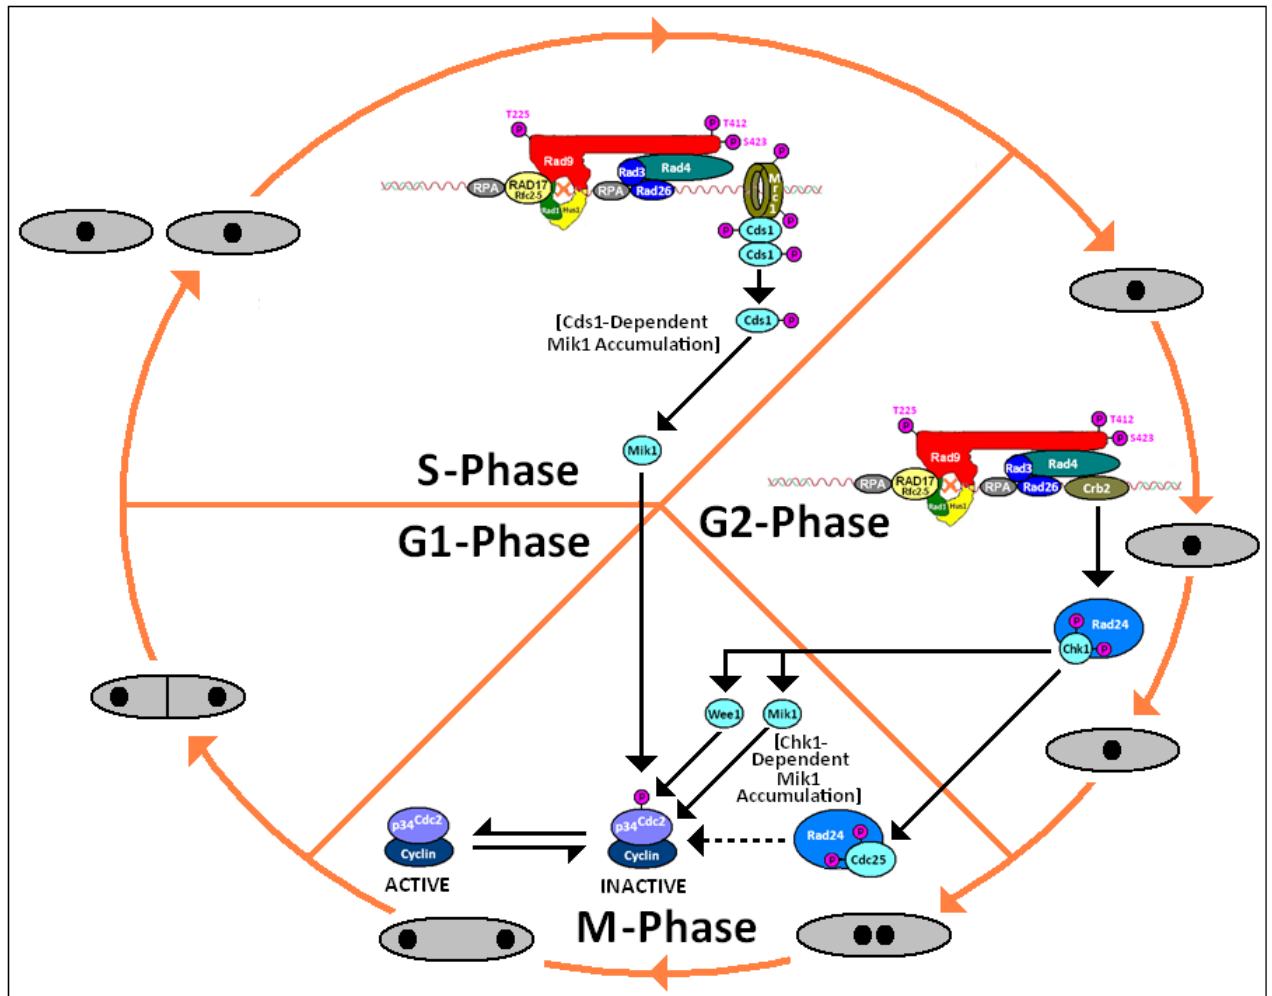 T225
P
P
T412
P
S423
Rad9
Rad3
Rad4
P
RPA
RAD17
Rfc2-5
Rad1
Hus1
RPA
Rad26
Mrc1
P
P
Cds1
Cds1
P
[Cds1-Dependent
Mik1 Accumulation]
Cds1
P
Mik1
S-Phase
G1-Phase
G2-Phase
T225
P
P
T412
P
S423
Rad9
Rad3
Rad4
RPA
RAD17
Rfc2-5
Rad1
Hus1
RPA
Rad26
Crb2
P
Rad24
Chk1
P
Wee1
Mik1
[Chk1-
Dependent
Mik1
Accumulation]
P
p34Cdc2
Cyclin
ACTIVE
p34Cdc2
Cyclin
INACTIVE
Rad24
P
P
Cdc25
M-Phase